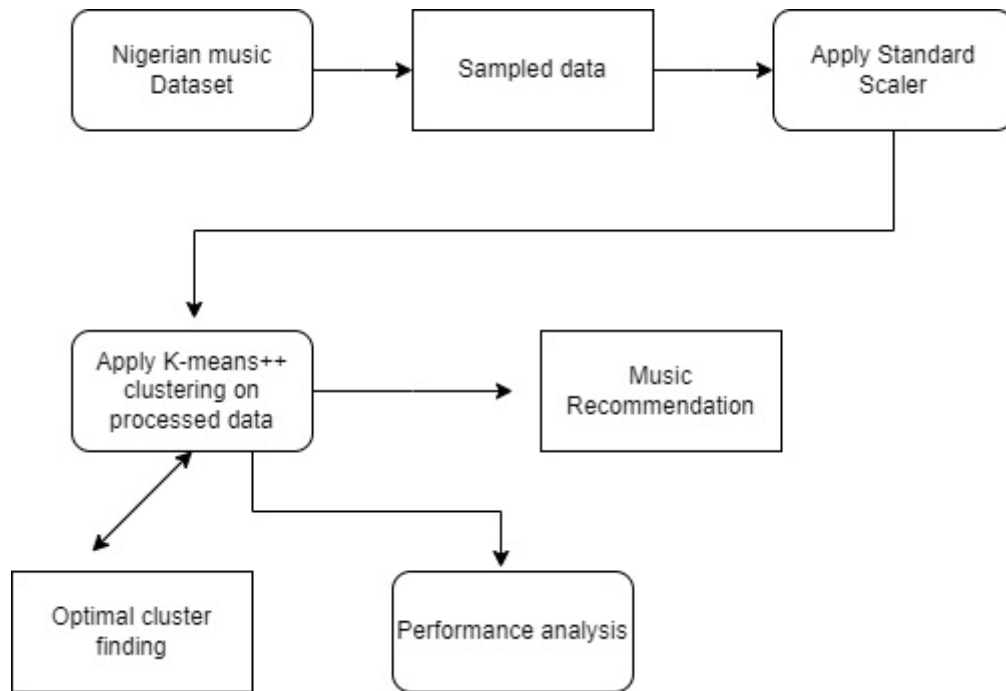 Nigerian music
Dataset
Sampled data
Apply Standard
Scaler
Apply K-means++
clustering on
processed data
Music
Recommendation
Optimal cluster
finding
Performance analysis